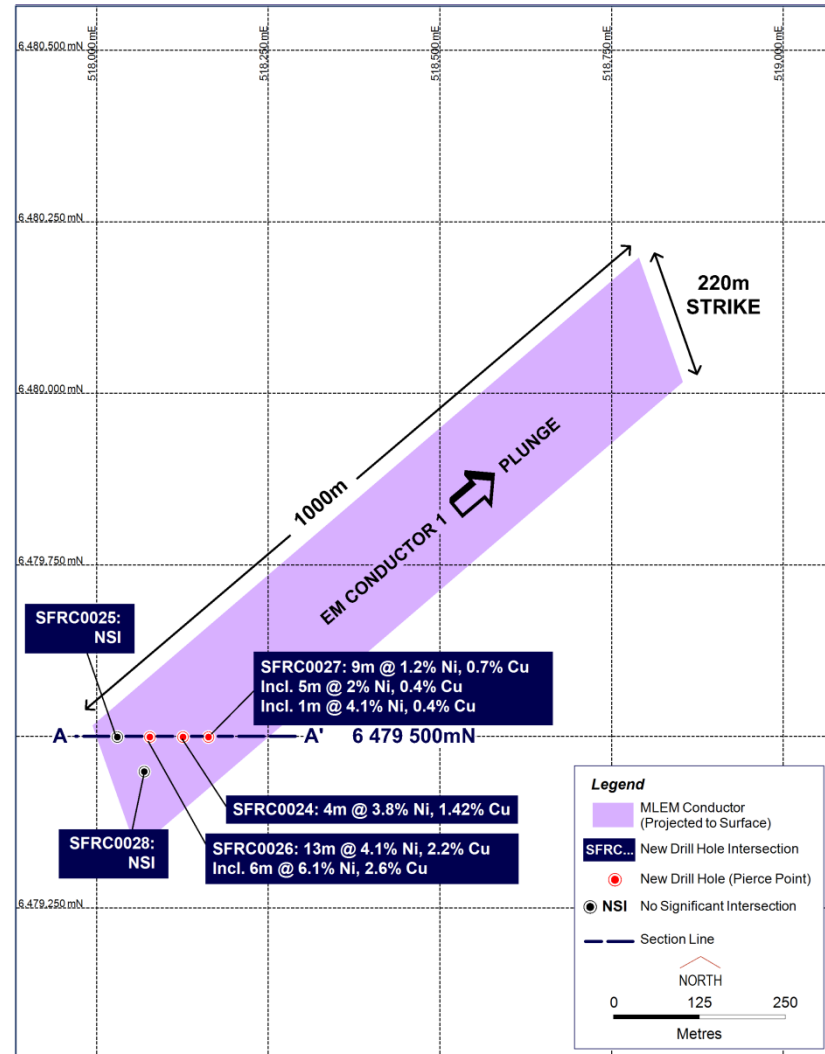 518,000 mE
518,250 mE
518,500 mE
518,750 mE
519,000 mE
6,480,500 mN
6,480,250 mN
220m
STRIKE
6,480,000 mN
PLUNGE
1000m
EM CONDUCTOR 1
6,479,750 mN
SFRC0025:
NSI
SFRC0027: 9m @ 1.2% Ni, 0.7% Cu
Incl. 5m @ 2% Ni, 0.4% Cu
Incl. 1m @ 4.1% Ni, 0.4% Cu
A A' 6 479 500mN
SFRC0024: 4m @ 3.8% Ni, 1.42% Cu
SFRC0028:
NSI
SFRC0026: 13m @ 4.1% Ni, 2.2% Cu
Incl. 6m @ 6.1% Ni, 2.6% Cu
6,479,250 mN
Legend
MLEM Conductor
(Projected to Surface)
SFRC... New Drill Hole Intersection
New Drill Hole (Pierce Point)
NSI No Significant Intersection
Section Line
NORTH
0 125 250
Metres